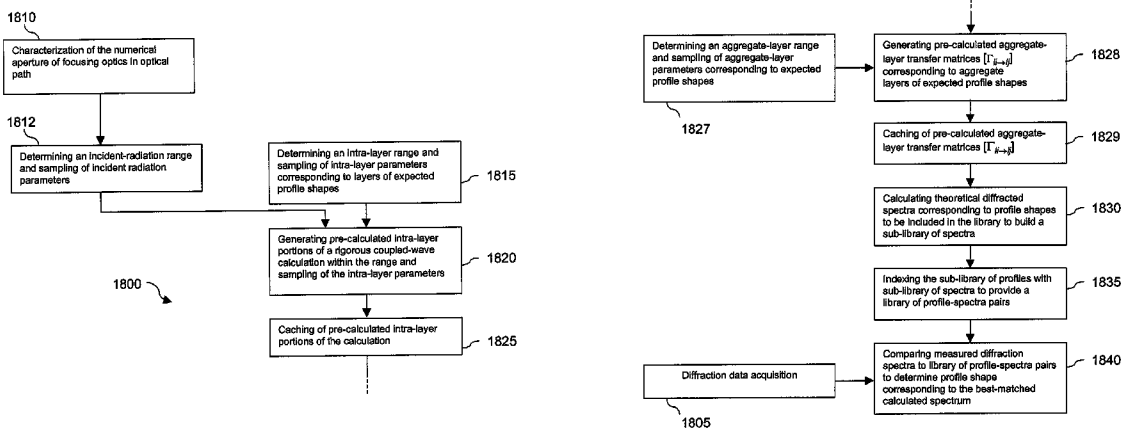 1810
Characterization of the numerical
aperture of focusing optics in optical
path
1812
Determining an incident-radiation range
and sampling of incident radiation
parameters
Determining an intra-layer range and
sampling of intra-layer parameters
corresponding to layers of expected
profile shapes
1815
Generating pre-calculated intra-layer
portions of a rigorous coupled-wave
calculation within the range and
sampling of the intra-layer parameters
1820
1800
Caching of pre-calculated intra-layer
portions of the calculation
1825
Determining an aggregate-layer range
and sampling of aggregate-layer
parameters corresponding to expected
profile shapes
1827
Generating pre-calculated aggregate-
layer transfer matrices [Γli→lj]
corresponding to aggregate
layers of expected profile shapes
1828
Caching of pre-calculated aggregate-
layer transfer matrices [Γli→lj]
1829
Calculating theoretical diffracted
spectra corresponding to profile shapes
to be included in the library to build a
sub-library of spectra
1830
Indexing the sub-library of profiles with
sub-library of spectra to provide a
library of profile-spectra pairs
1835
Diffraction data acquisition
1805
Comparing measured diffraction
spectra to library of profile-spectra pairs
to determine profile shape
corresponding to the best-matched
calculated spectrum
1840